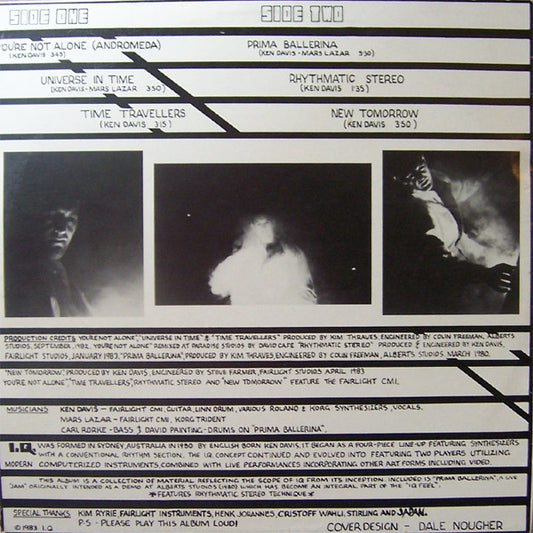 SIDE ONE
SIDE TWO
YOU'RE NOT ALONE (ANDROMEDA)
(KEN DAVIS 3:45)
PRIMA BALLERINA
(KEN DAVIS - MARS LAZAR 5:30)
UNIVERSE IN TIME
(KEN DAVIS - MARS LAZAR 3:50)
RHYTHMATIC STEREO
(KEN DAVIS 1:35)
TIME TRAVELLERS
(KEN DAVIS 3:15)
NEW TOMORROW
(KEN DAVIS 3:50)
PRODUCTION CREDITS YOU'RE NOT ALONE", "UNIVERSE IN TIME" & "TIME TRAVELLERS" PRODUCED BY KIM THRAVES, ENGINEERED BY COLIN FREEMAN, ALBERTS
STUDIOS, SEPTEMBER, 1982, YOU'RE NOT ALONE" REMIXED AT PARADISE STUDIOS BY DAVID CAFE "RHYTHMATIC STEREO" PRODUCED & ENGINEERED BY KEN DAVIS,
FAIRLIGHT STUDIOS, JANUARY 1983. "PRIMA BALLERINA", PRODUCED BY KIM THRAVES, ENGINEERED BY COLIN FREEMAN, ALBERT'S STUDIOS, MARCH 1980.
"NEW TOMORROW", PRODUCED BY KEN DAVIS, ENGINEERED BY STEVE FARMER, FAIRLIGHT STUDIOS APRIL 1983
YOU'RE NOT ALONE", "TIME TRAVELLERS", RHYTHMATIC STEREO AND "NEW TOMORROW" FEATURE THE FAIRLIGHT CMI.
MUSICIANS KEN DAVIS - FAIRLIGHT CMI, GUITAR, LINN DRUM, VARIOUS ROLAND & KORG SYNTHESIZERS, VOCALS.
MARS LAZAR - FAIRLIGHT CMI, KORG TRIDENT
CARL RORKE - BASS & DAVID PAINTING - DRUMS ON "PRIMA BALLERINA".
I.Q. WAS FORMED IN SYDNEY, AUSTRALIA IN 1980 BY ENGLISH BORN KEN DAVIS, IT BEGAN AS A FOUR-PIECE LINE-UP FEATURING SYNTHESIZERS
WITH A CONVENTIONAL RHYTHM SECTION, THE I.Q. CONCEPT CONTINUED AND EVOLVED INTO FEATURING TWO PLAYERS UTILIZING
MODERN COMPUTERIZED INSTRUMENTS, COMBINED WITH LIVE PERFORMANCES INCORPORATING OTHER ART FORMS INCLUDING VIDEO.
THIS ALBUM IS A COLLECTION OF MATERIAL REFLECTING THE SCOPE OF I.Q FROM ITS INCEPTION. INCLUDED IS "PRIMA BALLERINA", A LIVE
"JAM" ORIGINALLY INTENDED AS A DEMO AT ALBERTS STUDIOS (1980) WHICH HAS BECOME AN INTEGRAL PART OF THE "IQ FEEL".
*FEATURES RHYTHMATIC STEREO TECHNIQUE*
SPECIAL THANKS KIM RYRIE, FAIRLIGHT INSTRUMENTS, HENK JOHANNES, CRISTOFF WAHLI, STIRLING AND JAPAN.
P.S - PLEASE PLAY THIS ALBUM LOUD!
© 1983 I.Q
COVER DESIGN - DALE NOUGHER